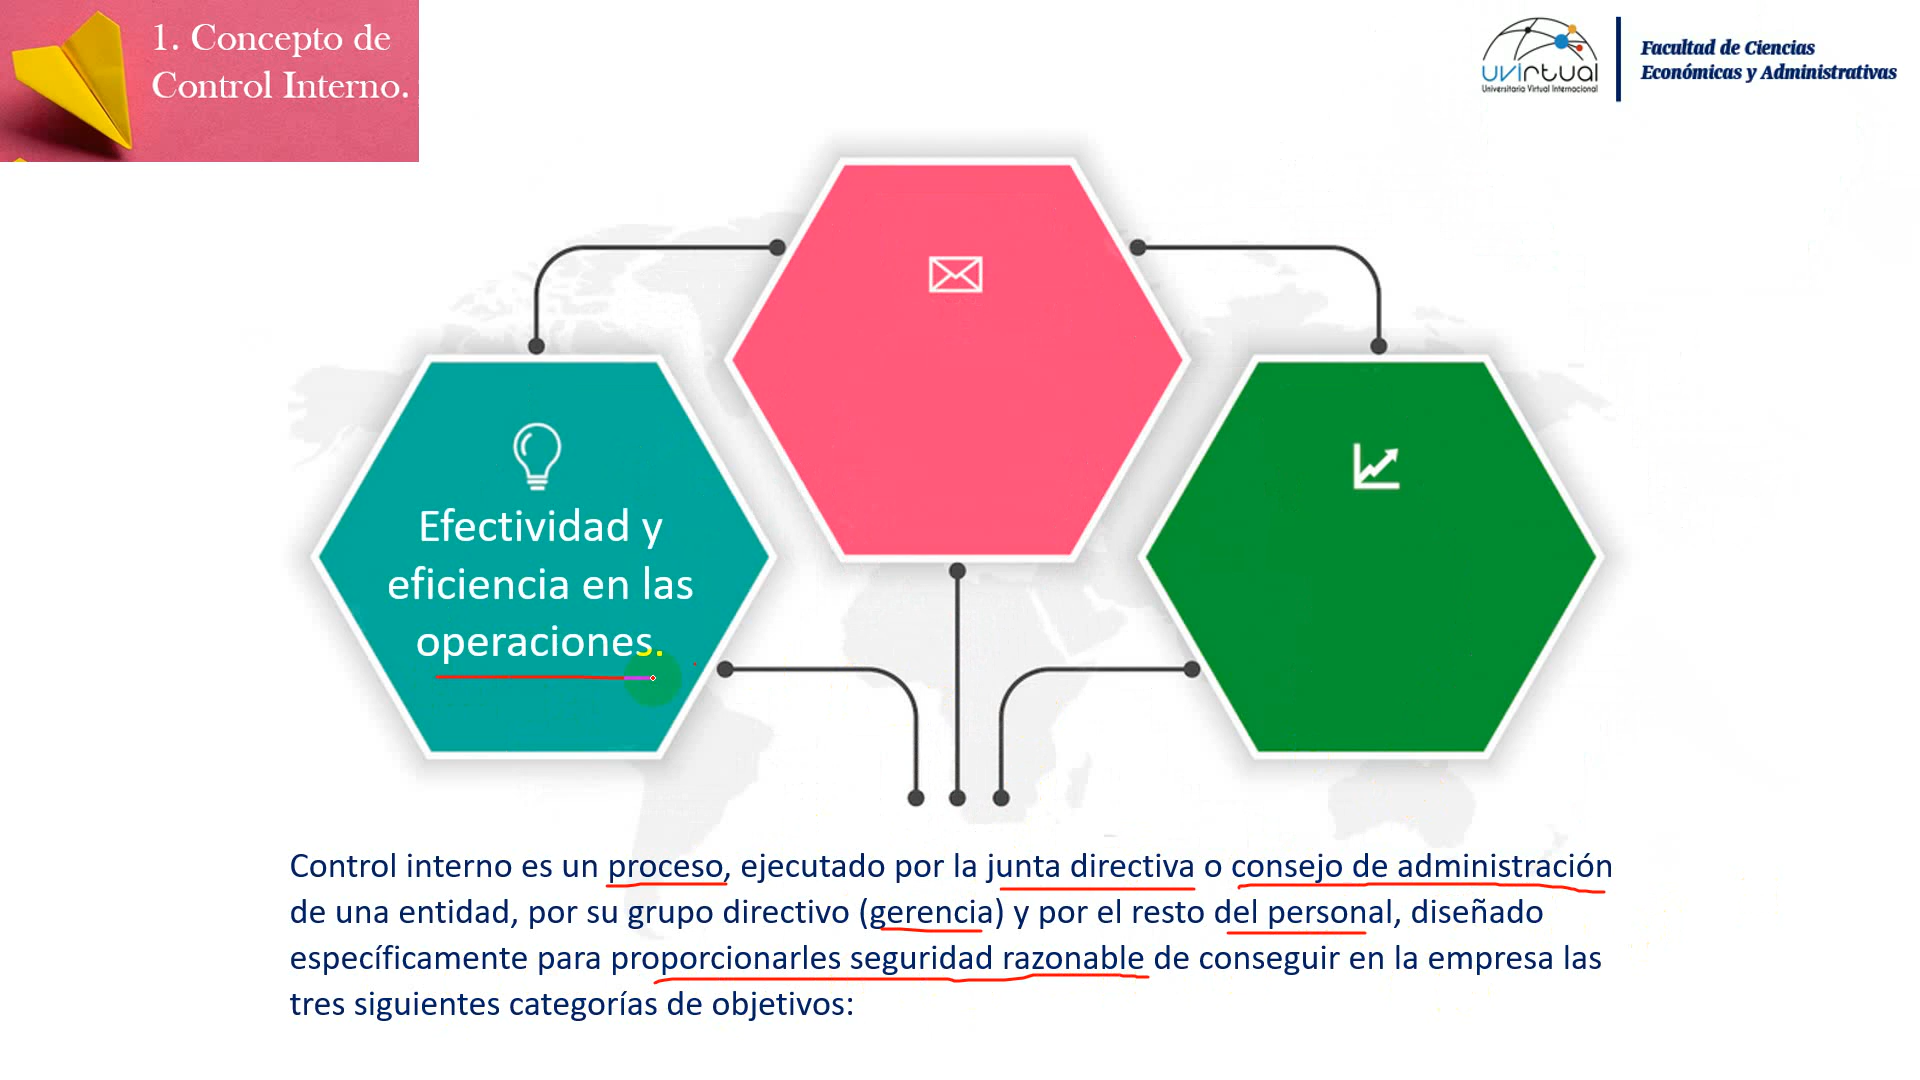 1. Concepto de
Control Interno.
uvirtual
Universitaria Virtual Internacional
Facultad de Ciencias
Económicas y Administrativas
Efectividad y
eficiencia en las
operaciones.
Control interno es un proceso, ejecutado por la junta directiva o consejo de administración
de una entidad, por su grupo directivo (gerencia) y por el resto del personal, diseñado
específicamente para proporcionarles seguridad razonable de conseguir en la empresa las
tres siguientes categorías de objetivos: